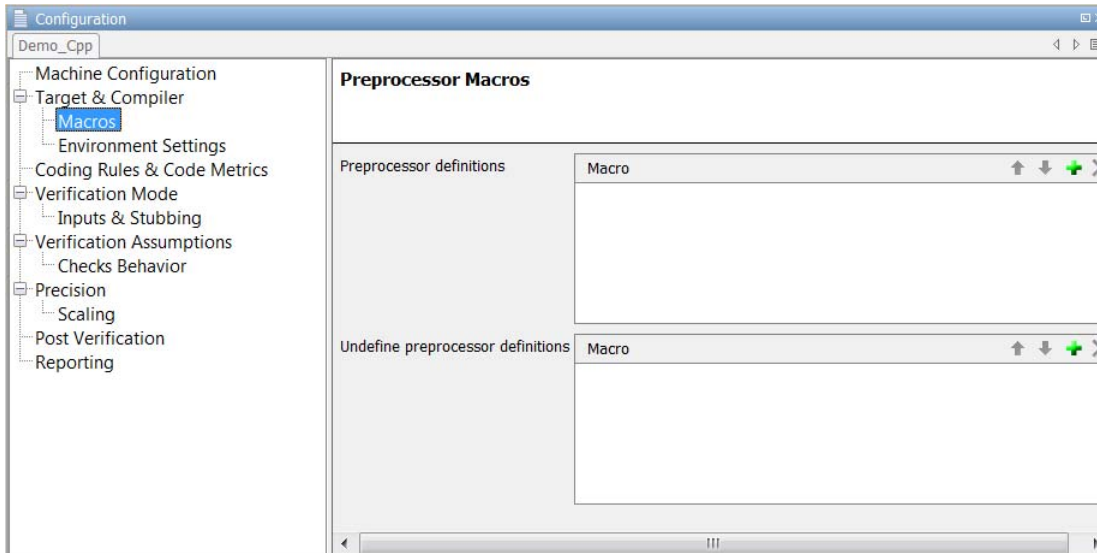 Configuration
Demo_Cpp
Machine Configuration
Target & Compiler
Macros
Environment Settings
Coding Rules & Code Metrics
Verification Mode
Inputs & Stubbing
Verification Assumptions
Checks Behavior
Precision
Scaling
Post Verification
Reporting
Preprocessor Macros
Preprocessor definitions
Macro
Undefine preprocessor definitions
Macro